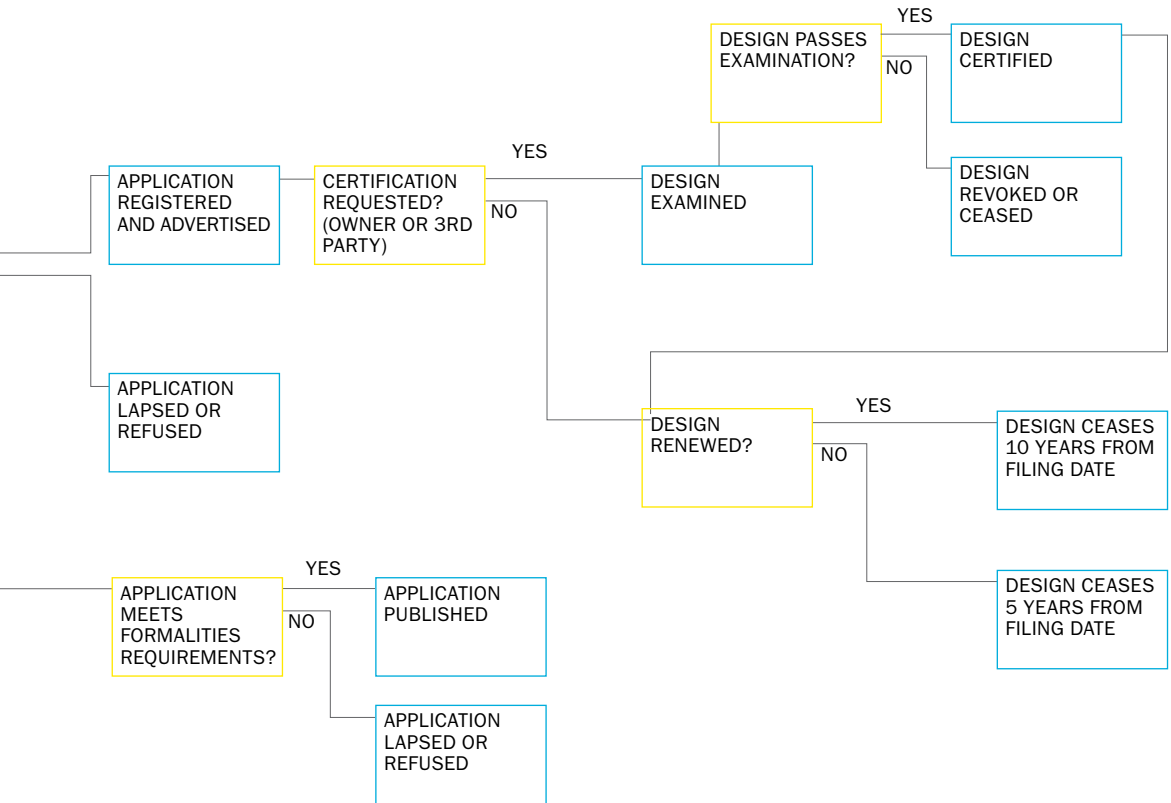 YES
DESIGN PASSES
EXAMINATION?
NO
DESIGN
CERTIFIED
DESIGN
REVOKED OR
CEASED
APPLICATION
REGISTERED
AND ADVERTISED
CERTIFICATION
REQUESTED?
(OWNER OR 3RD
PARTY)
YES
NO
DESIGN
EXAMINED
APPLICATION
LAPSED OR
REFUSED
DESIGN
RENEWED?
YES
NO
DESIGN CEASES
10 YEARS FROM
FILING DATE
DESIGN CEASES
5 YEARS FROM
FILING DATE
APPLICATION
MEETS
FORMALITIES
REQUIREMENTS?
YES
NO
APPLICATION
PUBLISHED
APPLICATION
LAPSED OR
REFUSED